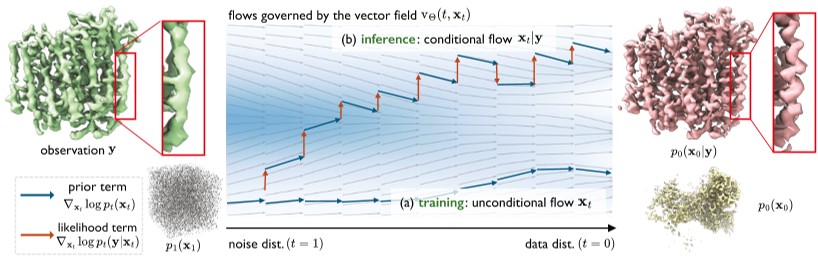 flows governed by the vector field v_Θ(t, x_t)
(b) inference: conditional flow x_t|y
observation y
p_0(x_0|y)
prior term
∇_{x_t} log p_t(x_t)
likelihood term
∇_{x_t} log p_t(y|x_t)
p_1(x_1)
(a) training: unconditional flow x_t
p_0(x_0)
noise dist. (t = 1)
data dist. (t = 0)